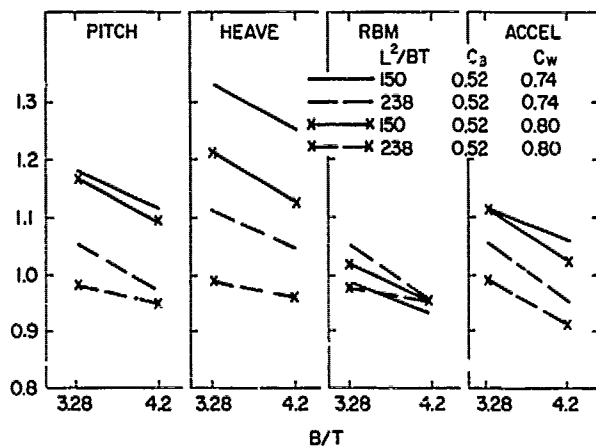 PITCH HEAVE RBM ACCEL
L²/BT C_B C_W
150 0.52 0.74
238 0.52 0.74
150 0.52 0.80
238 0.52 0.80
1.3
1.2
1.1
1.0
0.9
0.8
3.28 4.2 3.28 4.2 3.28 4.2 3.28 4.2
B/T